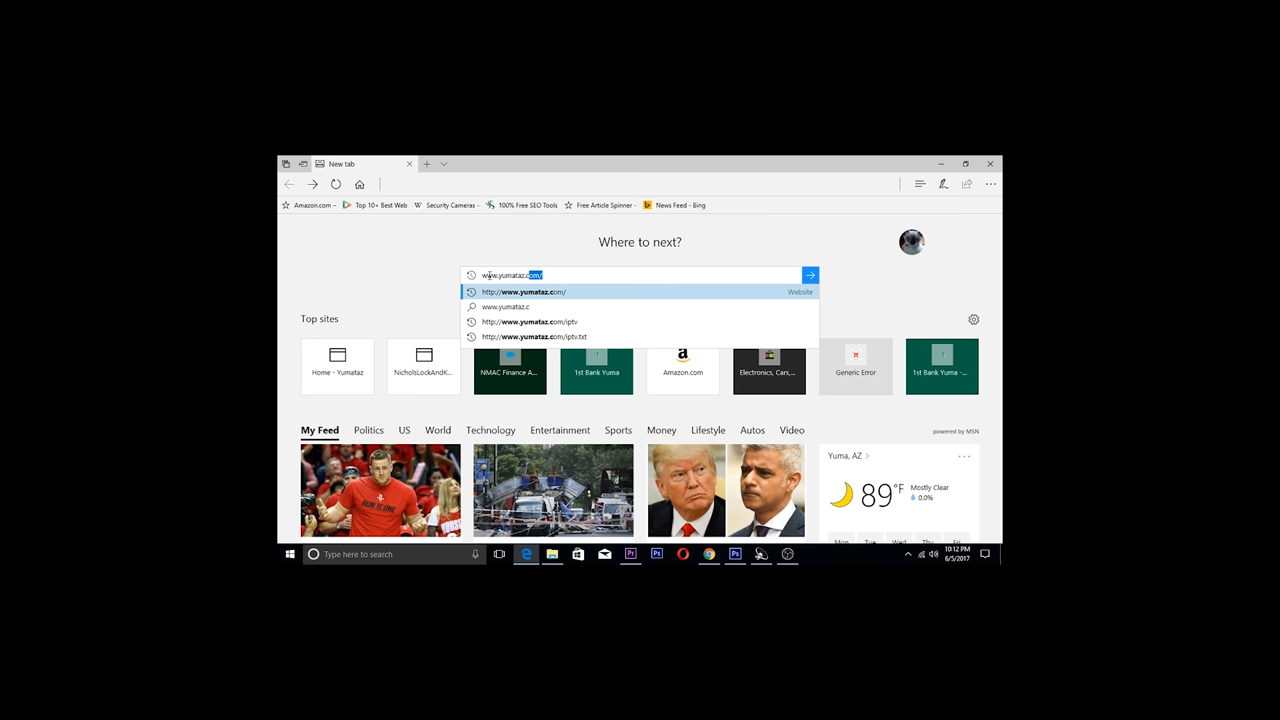 New tab
Amazon.com –
Top 10+ Best Web
Security Cameras -
100% Free SEO Tools
Free Article Spinner -
News Feed - Bing
Where to next?
www.yumataz.com/
http://www.yumataz.com/
Website
www.yumataz.c
http://www.yumataz.com/iptv
http://www.yumataz.com/iptv.txt
Top sites
Home - Yumataz
NicholsLockAndK...
NMAC Finance A...
1st Bank Yuma
Amazon.com
Electronics, Cars,...
Generic Error
1st Bank Yuma -...
My Feed
Politics
US
World
Technology
Entertainment
Sports
Money
Lifestyle
Autos
Video
powered by MSN
Yuma, AZ
89°F
Mostly Clear
0.0%
Mon
Tue
Wed
Thu
Fri
Type here to search
10:12 PM
6/5/2017